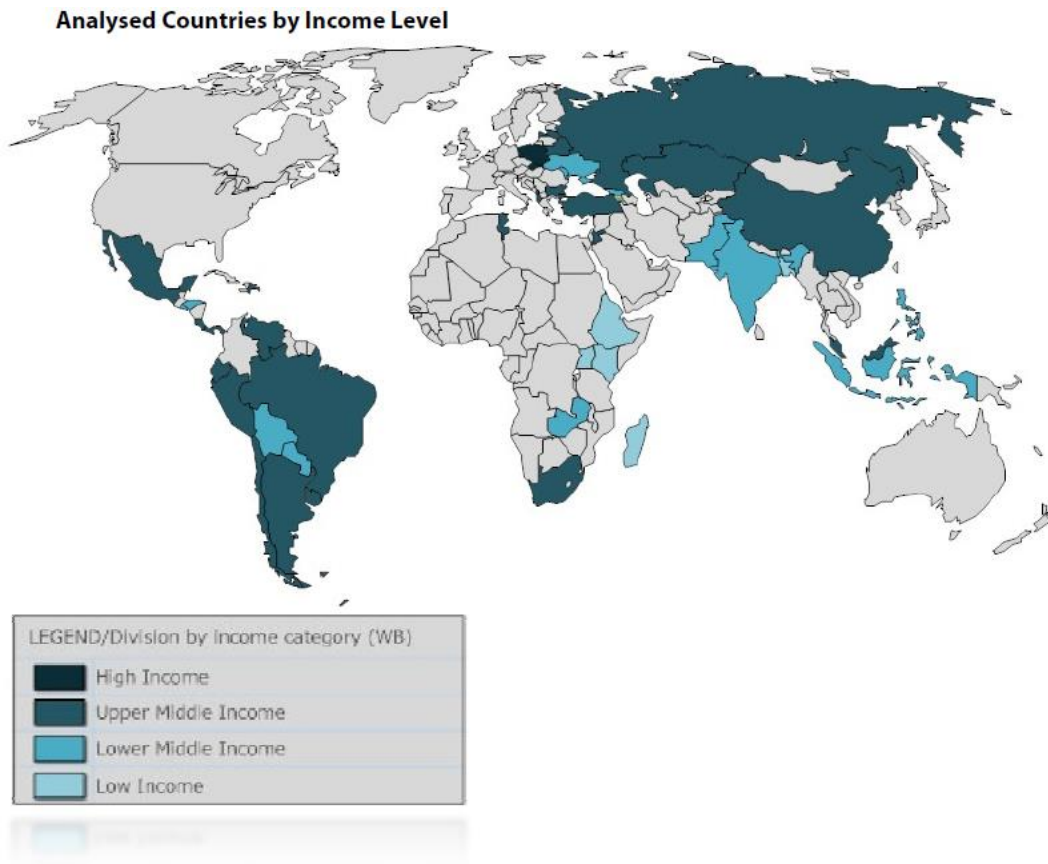 Analysed Countries by Income Level
LEGEND/Division by income category (WB)
High Income
Upper Middle Income
Lower Middle Income
Low Income